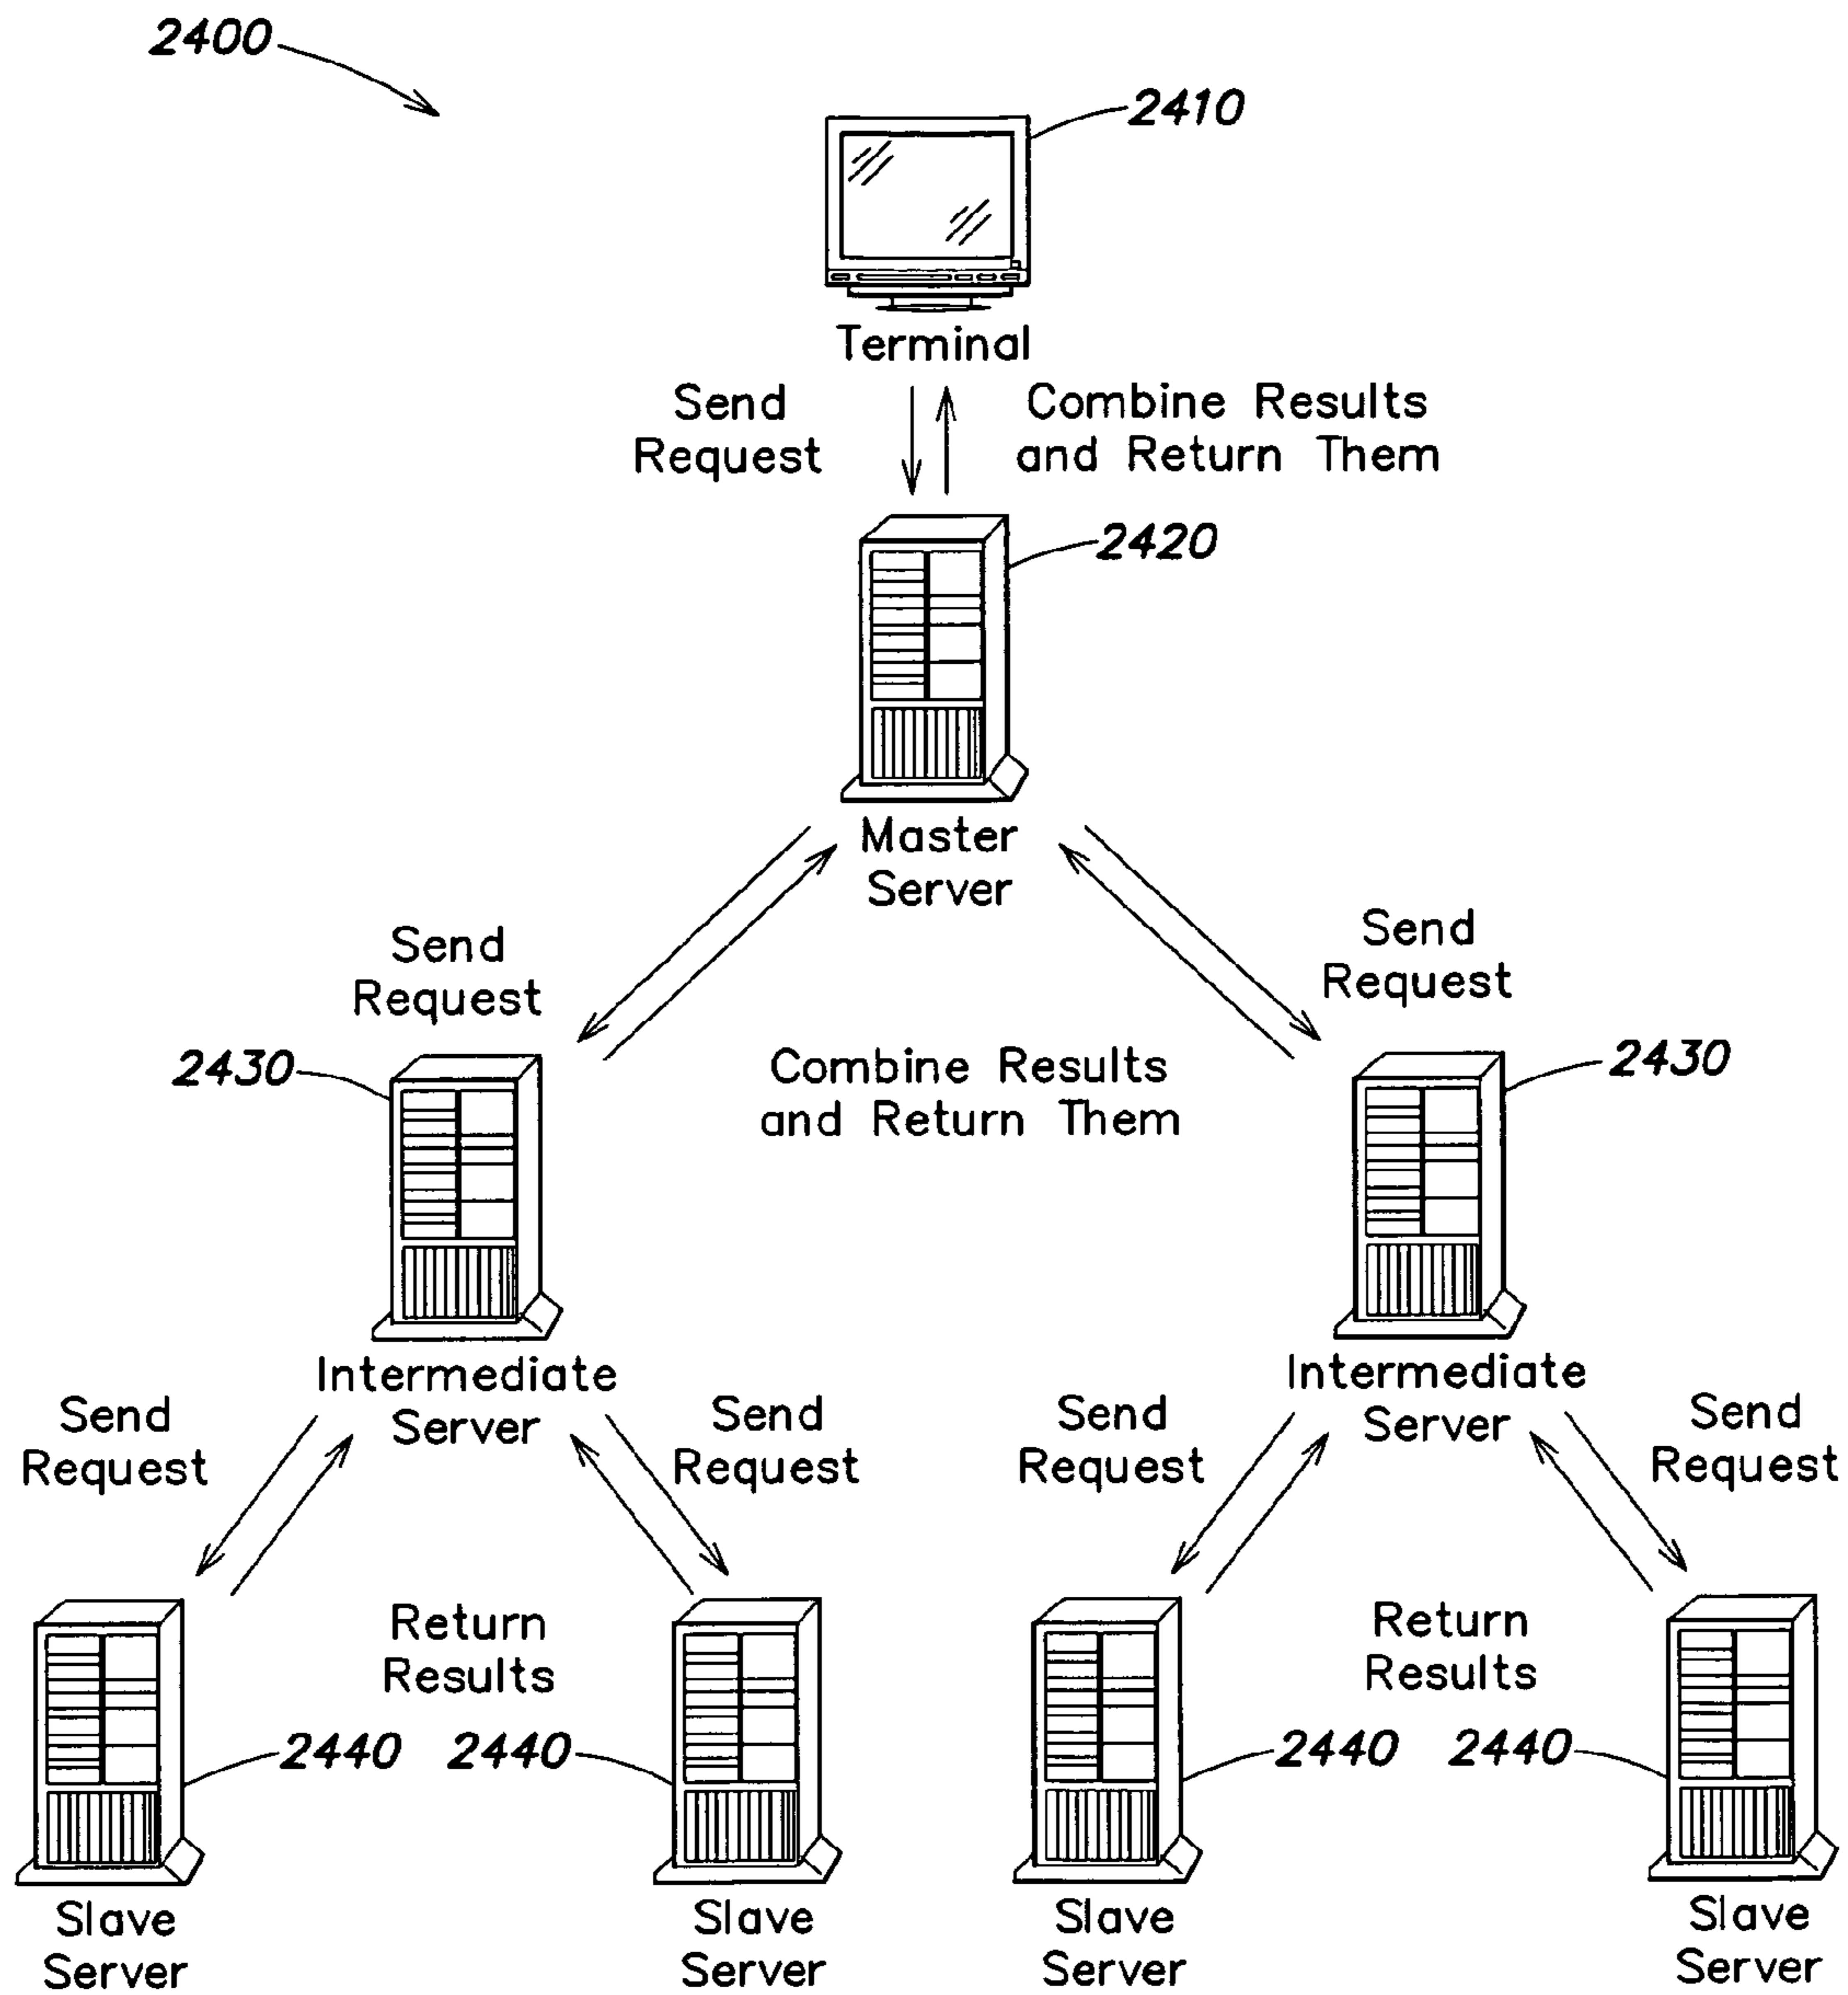 2400
2410
Terminal
Send
Request
Combine Results
and Return Them
2420
Master
Server
Send
Request
Send
Request
2430
Combine Results
and Return Them
2430
Intermediate
Server
Intermediate
Server
Send
Request
Send
Request
Send
Request
Send
Request
Return
Results
Return
Results
2440
2440
2440
2440
Slave
Server
Slave
Server
Slave
Server
Slave
Server